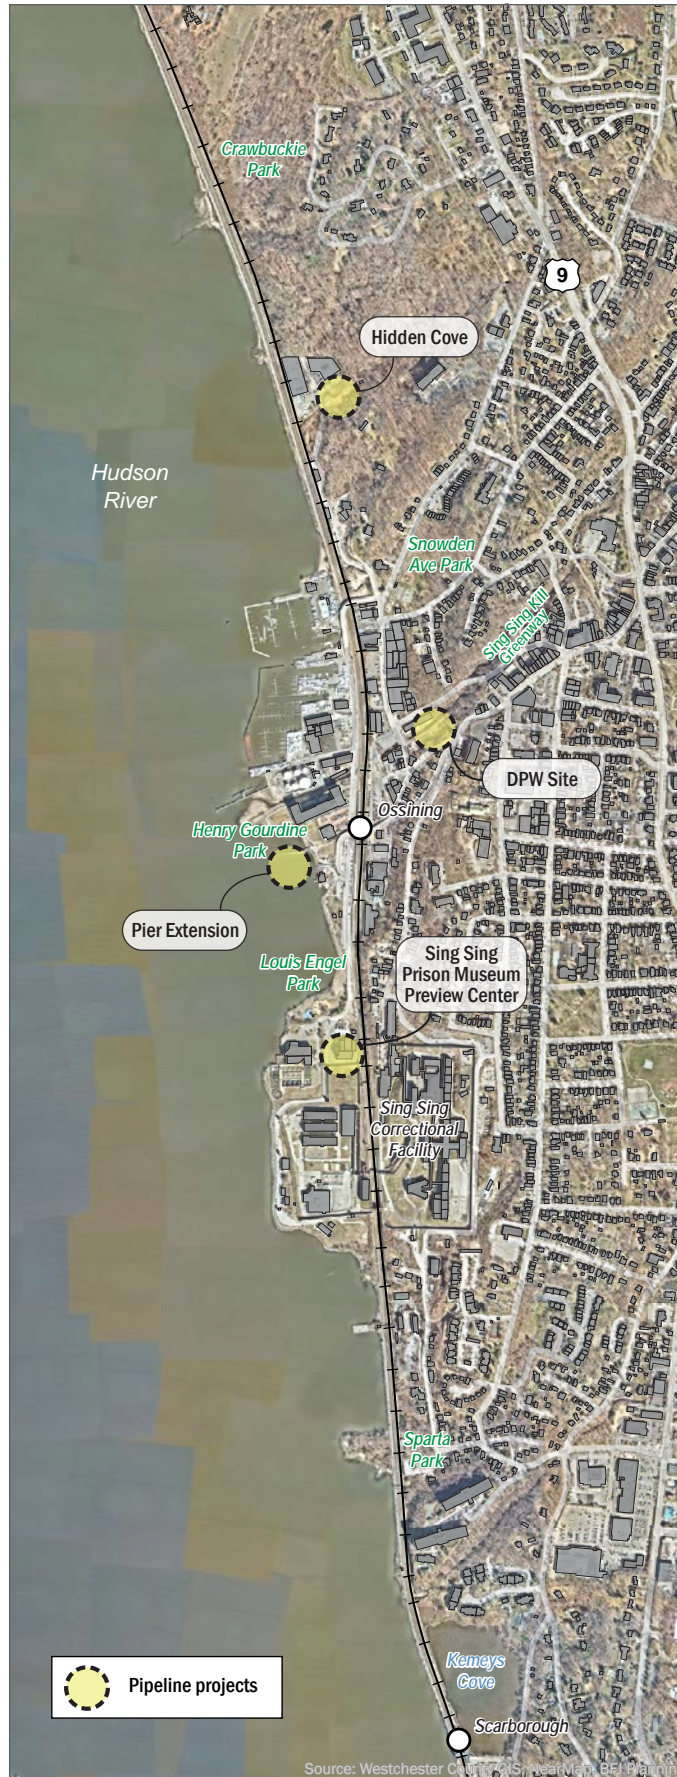 Crawbuckie
Park
9
Hidden Cove
Hudson
River
Snowden
Ave Park
Sing Sing Kill
Greenway
DPW Site
Ossining
Henry Gourdine
Park
Pier Extension
Louis Engel
Park
Sing Sing
Prison Museum
Preview Center
Sing Sing
Correctional
Facility
Sparta
Park
Kemeys
Cove
Pipeline projects
Scarborough
Source: Westchester County GIS, NearMap, BFJ Plannin